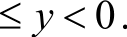 ≤ y < 0.